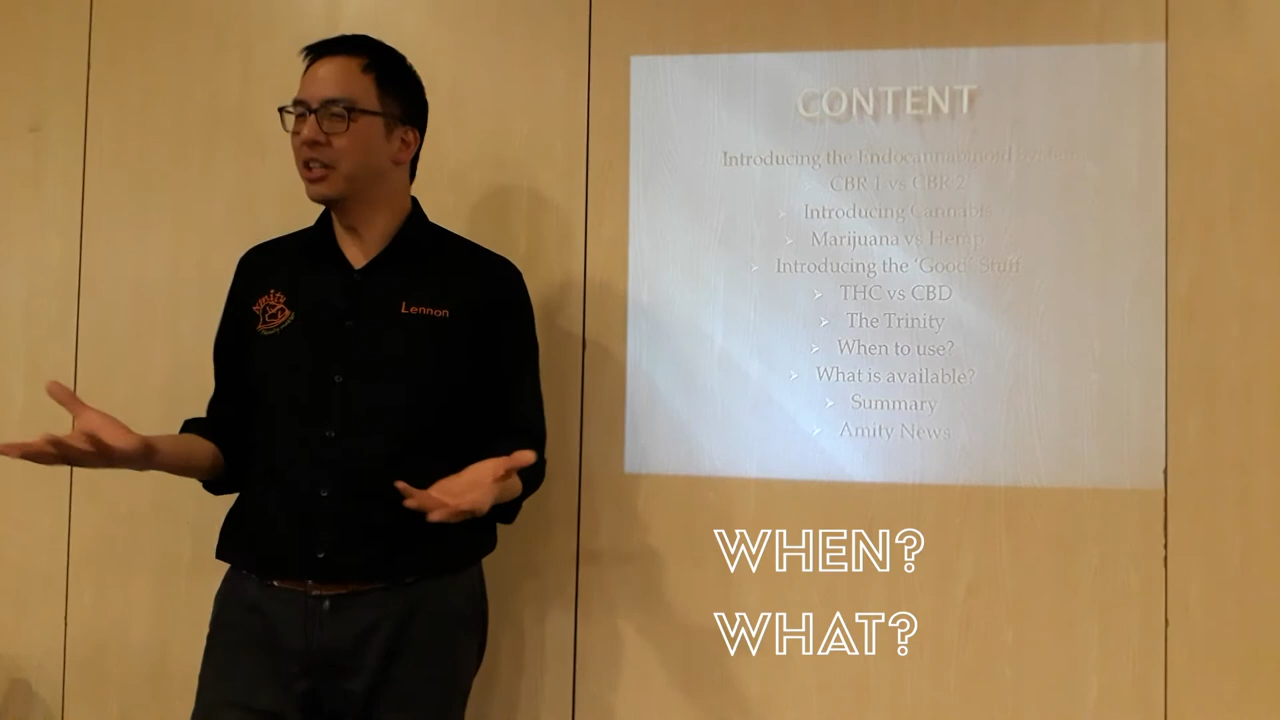 Amity
Lennon
CONTENT
Introducing the Endocannabinoid System
CBR 1 vs CBR 2
Introducing Cannabis
Marijuana vs Hemp
Introducing the 'Good' Stuff
THC vs CBD
The Trinity
When to use?
What is available?
Summary
Amity News
WHEN?
WHAT?